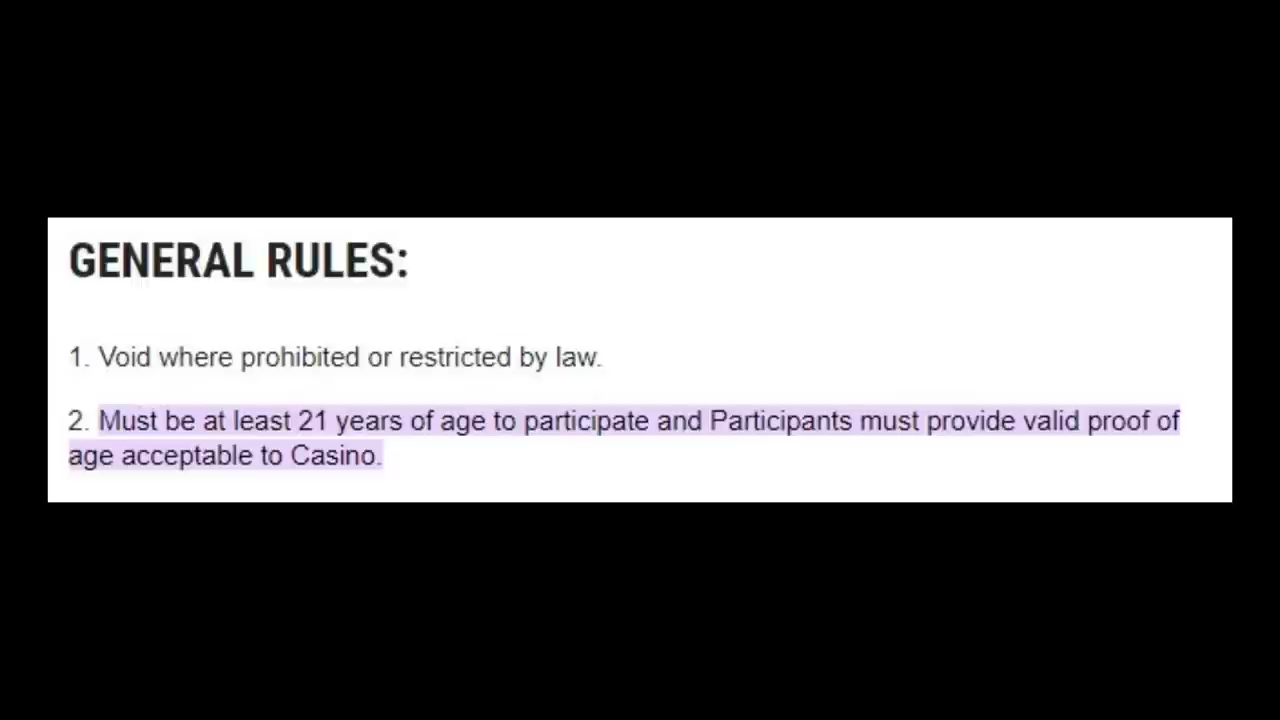 GENERAL RULES:
1. Void where prohibited or restricted by law.
2. Must be at least 21 years of age to participate and Participants must provide valid proof of
age acceptable to Casino.